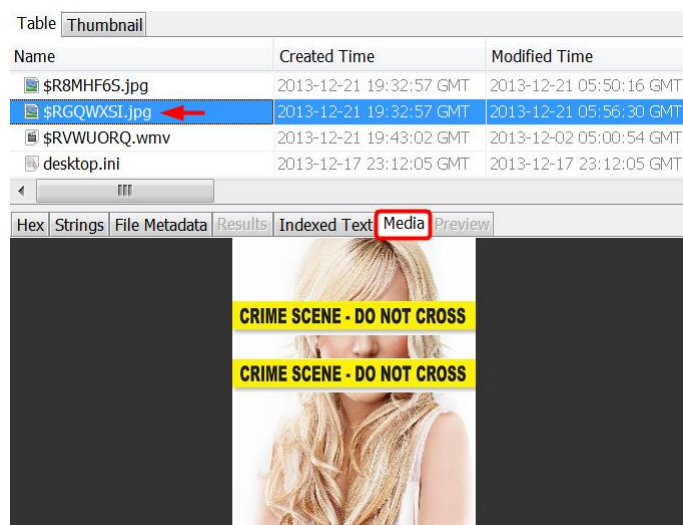 Table Thumbnail
Name Created Time Modified Time
$R8MHF6S.jpg 2013-12-21 19:32:57 GMT 2013-12-21 05:50:16 GMT
$RGQWXSI.jpg 2013-12-21 19:32:57 GMT 2013-12-21 05:56:30 GMT
$RVWUORQ.wmv 2013-12-21 19:43:02 GMT 2013-12-02 05:00:54 GMT
desktop.ini 2013-12-17 23:12:05 GMT 2013-12-17 23:12:05 GMT
Hex Strings File Metadata Results Indexed Text Media Preview
CRIME SCENE - DO NOT CROSS
CRIME SCENE - DO NOT CROSS